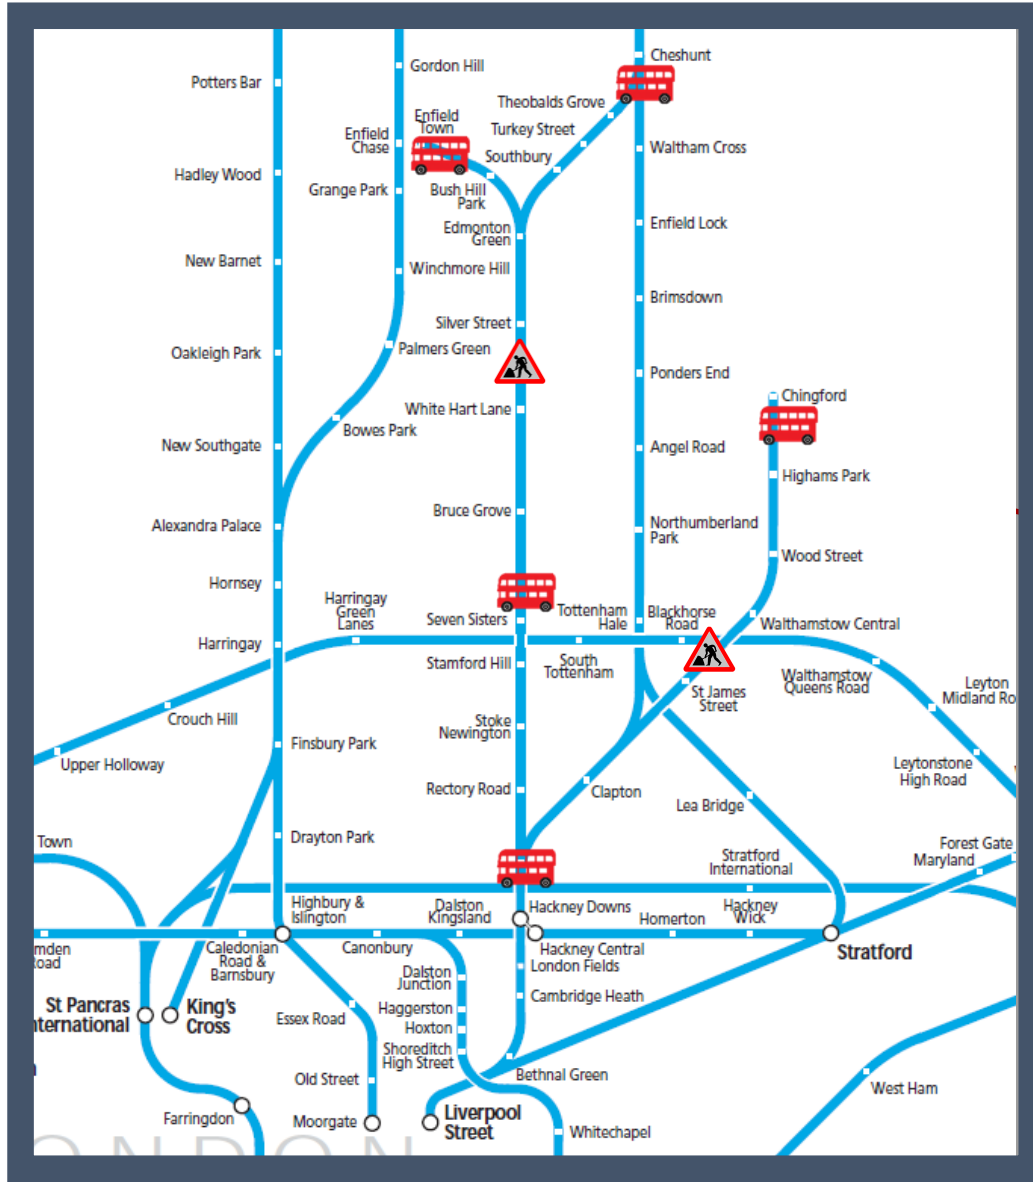 Potters Bar
Hadley Wood
New Barnet
Oakleigh Park
New Southgate
Alexandra Palace
Hornsey
Harringay
Gordon Hill
Enfield
Chase
Grange Park
Winchmore Hill
Palmers Green
Bowes Park
Enfield
Town
Bush Hill
Park
Theobalds Grove
Turkey Street
Southbury
Edmonton
Green
Silver Street
White Hart Lane
Bruce Grove
Seven Sisters
Stamford Hill
Stoke
Newington
Rectory Road
Cheshunt
Waltham Cross
Enfield Lock
Brimsdown
Ponders End
Angel Road
Northumberland
Park
Tottenham
Hale
Chingford
Highams Park
Wood Street
Walthamstow Central
Blackhorse
Road
St James
Street
Clapton
Lea Bridge
Harringay
Green
Lanes
South
Tottenham
Walthamstow
Queens Road
Leyton
Midland Ro
Leytonstone
High Road
Crouch Hill
Upper Holloway
Finsbury Park
Drayton Park
Town
Highbury &
Islington
Dalston
Kingsland
Hackney Downs
Homerton
Hackney
Wick
Stratford
International
Forest Gate
Maryland
Stratford
mden
Road
Caledonian
Road &
Barnsbury
Canonbury
Hackney Central
London Fields
Cambridge Heath
Dalston
Junction
Haggerston
Hoxton
Shoreditch
High Street
Bethnal Green
Essex Road
Old Street
Moorgate
St Pancras
International
King's
Cross
Farringdon
Liverpool
Street
Whitechapel
West Ham
ONDON